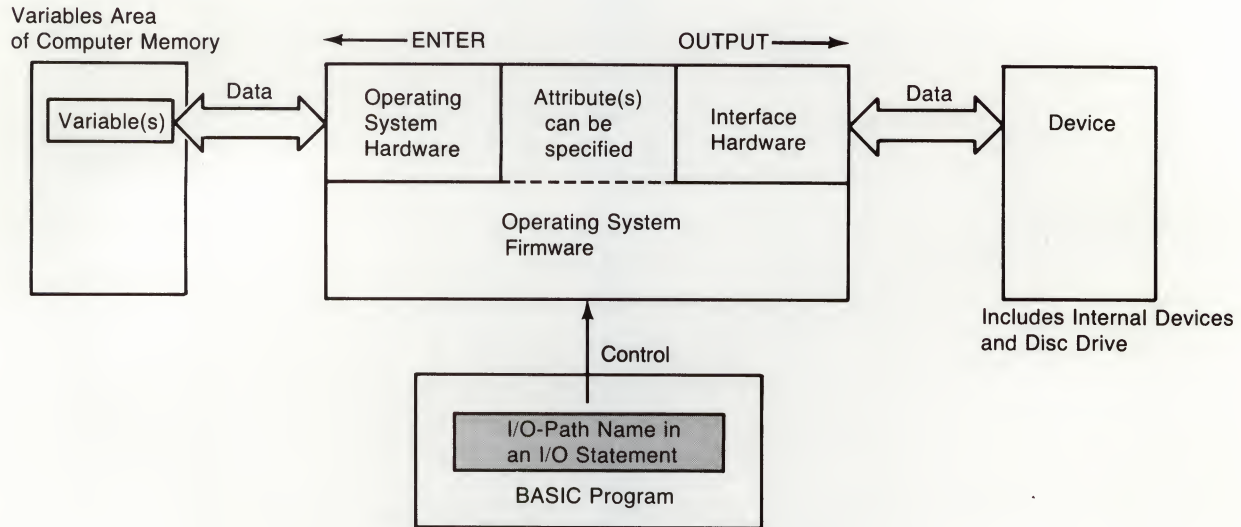 Variables Area
of Computer Memory
ENTER
OUTPUT
Variable(s)
Data
Operating
System
Hardware
Attribute(s)
can be
specified
Interface
Hardware
Data
Device
Operating System
Firmware
Includes Internal Devices
and Disc Drive
Control
I/O-Path Name in
an I/O Statement
BASIC Program